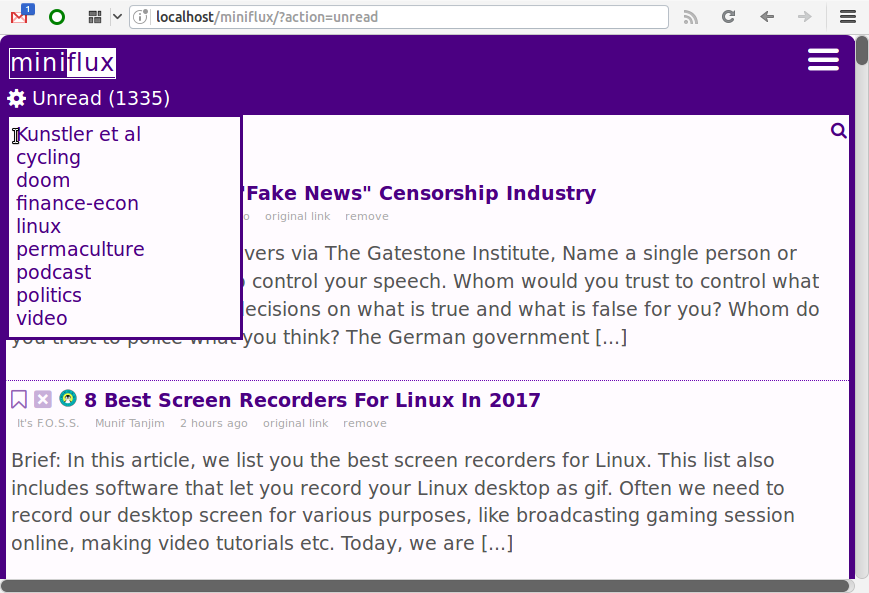 1
localhost/miniflux/?action=unread
miniflux
Unread (1335)
Kunstler et al
cycling
doom
finance-econ
linux
permaculture
podcast
politics
video
"Fake News" Censorship Industry
o original link remove
vers via The Gatestone Institute, Name a single person or
control your speech. Whom would you trust to control what
ecisions on what is true and what is false for you? Whom do
you trust to police what you think? The German government [...]
8 Best Screen Recorders For Linux In 2017
It's F.O.S.S. Munif Tanjim 2 hours ago original link remove
Brief: In this article, we list you the best screen recorders for Linux. This list also
includes software that let you record your Linux desktop as gif. Often we need to
record our desktop screen for various purposes, like broadcasting gaming session
online, making video tutorials etc. Today, we are [...]